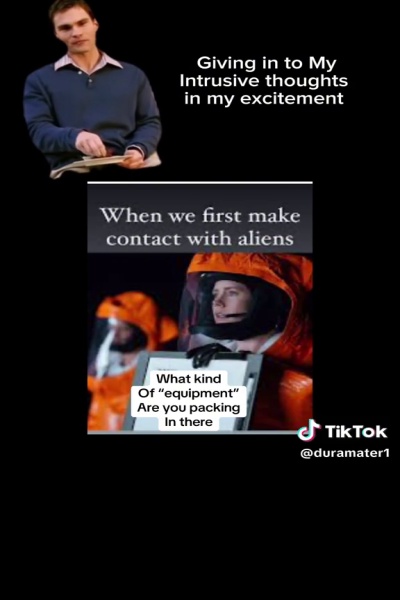 Giving in to My
Intrusive thoughts
in my excitement
When we first make
contact with aliens
What kind
Of “equipment”
Are you packing
In there
TikTok
@duramater1